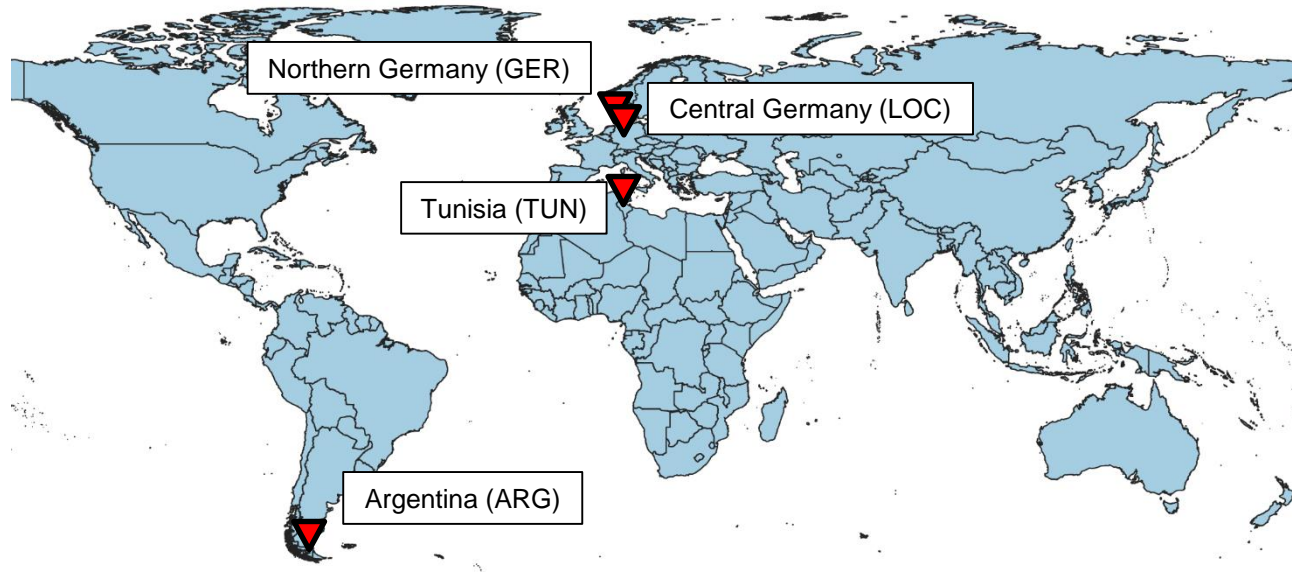 Northern Germany (GER)
Central Germany (LOC)
Tunisia (TUN)
Argentina (ARG)